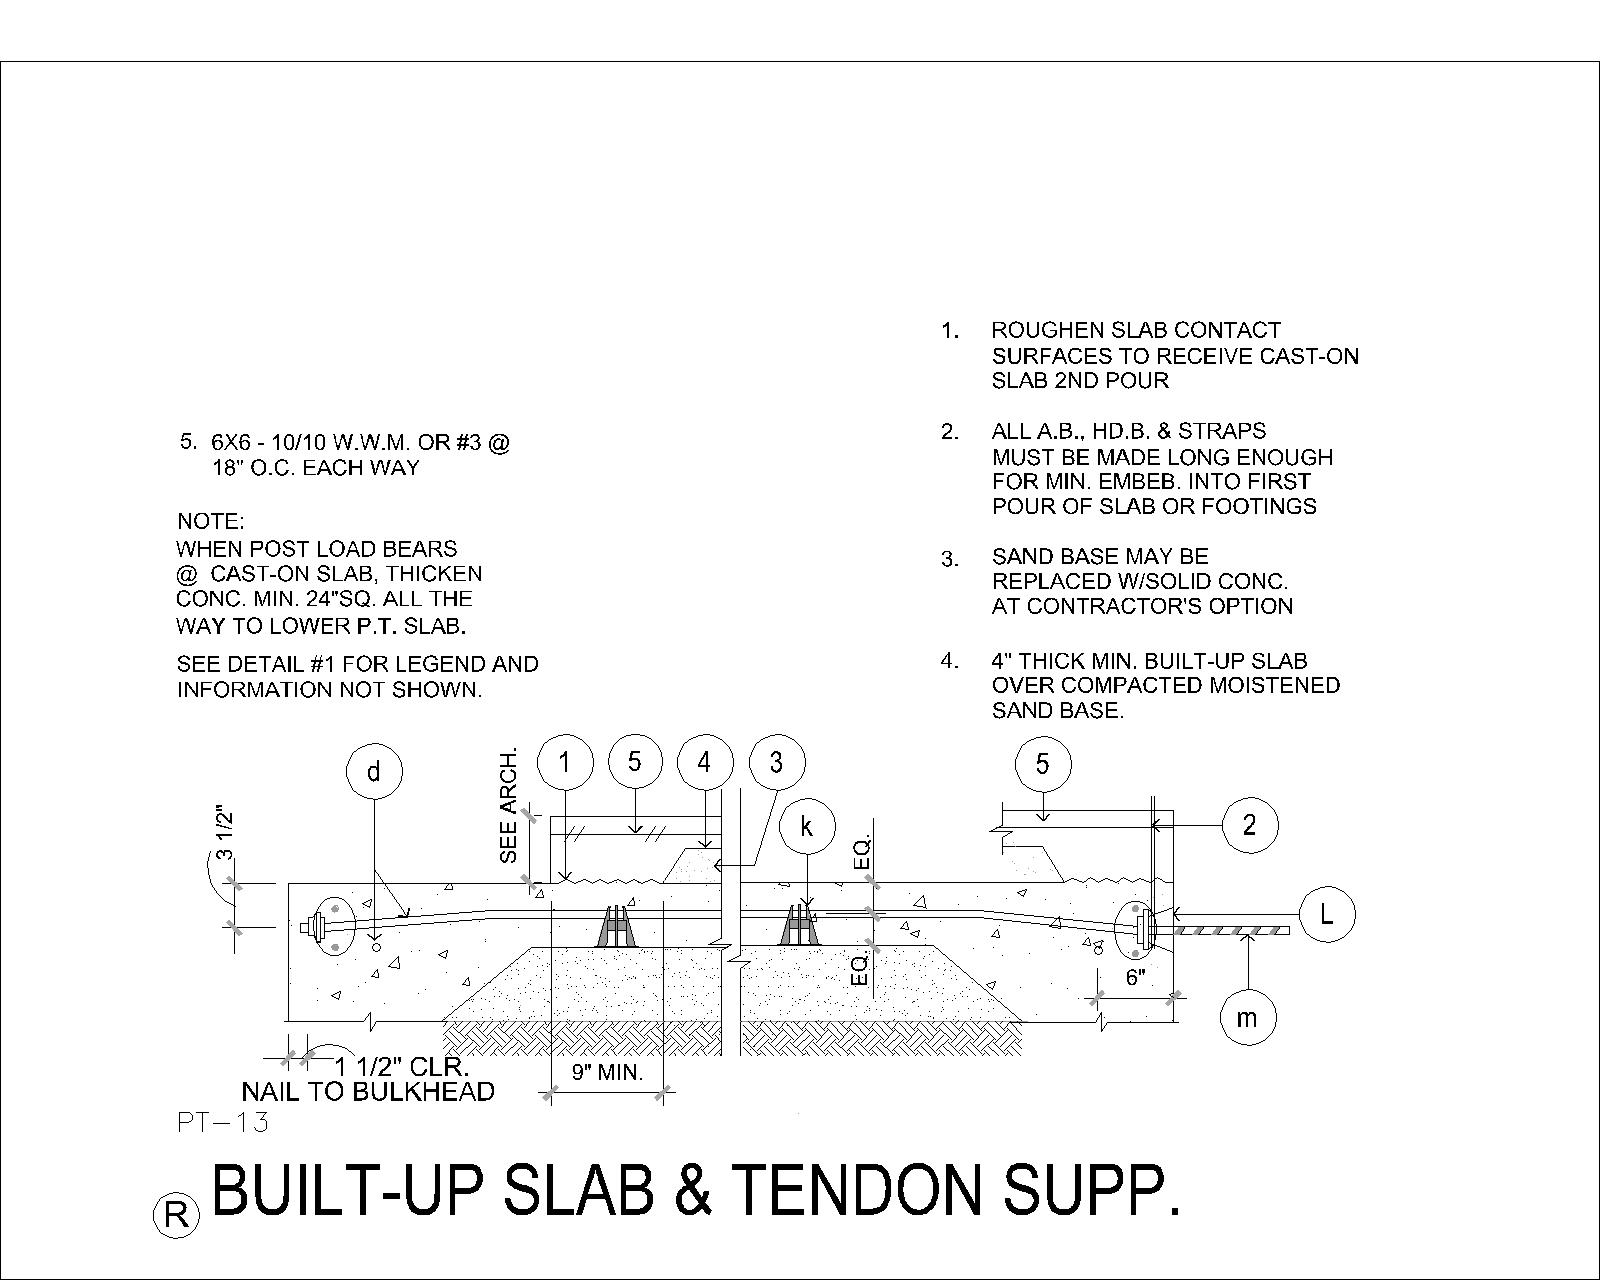 1. ROUGHEN SLAB CONTACT
SURFACES TO RECEIVE CAST-ON
SLAB 2ND POUR
2. ALL A.B., HD.B. & STRAPS
MUST BE MADE LONG ENOUGH
FOR MIN. EMBEB. INTO FIRST
POUR OF SLAB OR FOOTINGS
3. SAND BASE MAY BE
REPLACED W/SOLID CONC.
AT CONTRACTOR'S OPTION
4. 4" THICK MIN. BUILT-UP SLAB
OVER COMPACTED MOISTENED
SAND BASE.
5. 6X6 - 10/10 W.W.M. OR #3 @
18" O.C. EACH WAY
NOTE:
WHEN POST LOAD BEARS
@ CAST-ON SLAB, THICKEN
CONC. MIN. 24"SQ. ALL THE
WAY TO LOWER P.T. SLAB.
SEE DETAIL #1 FOR LEGEND AND
INFORMATION NOT SHOWN.
d
SEE ARCH.
1
5
4
3
k
5
2
3 1/2"
EQ.
EQ.
L
6"
m
1 1/2" CLR.
NAIL TO BULKHEAD
9" MIN.
PT-13
R
BUILT-UP SLAB & TENDON SUPP.